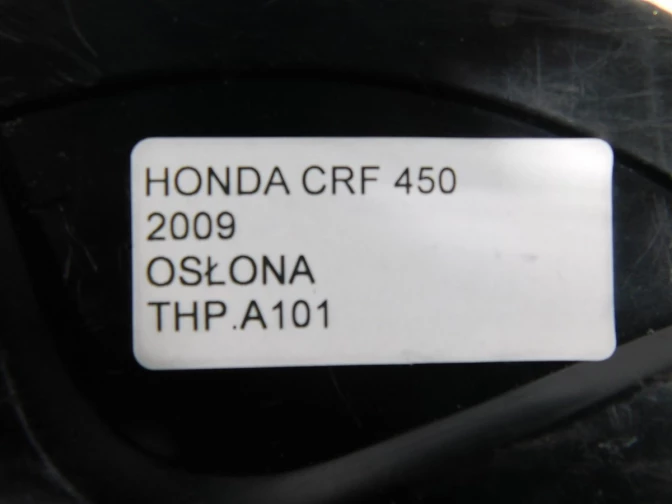 HONDA CRF 450
2009
OSŁONA
THP.A101